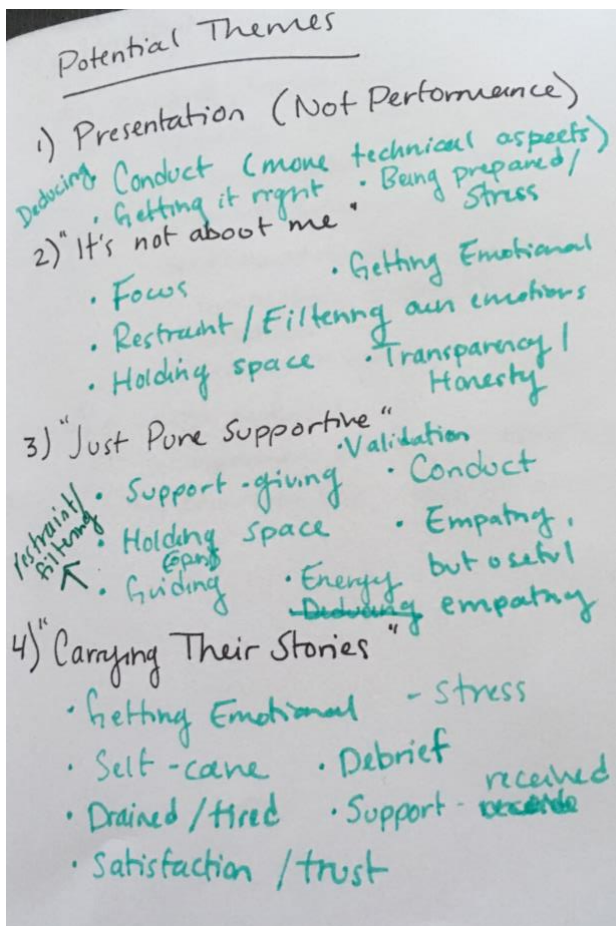 Potential Themes
1) Presentation (Not Performance)
Deducing · Conduct (more technical aspects)
· Getting it right · Being prepared/
Stress
2) "It's not about me"
· Focus · Getting Emotional
· Restraint / Filtering own emotions
· Holding space · Transparency /
Honesty
3) "Just Pure Supportive"
· Validation
· Support-giving · Conduct
restraint/
filtering
· Holding space · Empathy,
· Guiding · Energy but useful
Deducing empathy
4) "Carrying Their Stories"
· Getting Emotional - Stress
· Self-care · Debrief
· Drained / tired · Support - received
· Satisfaction / trust